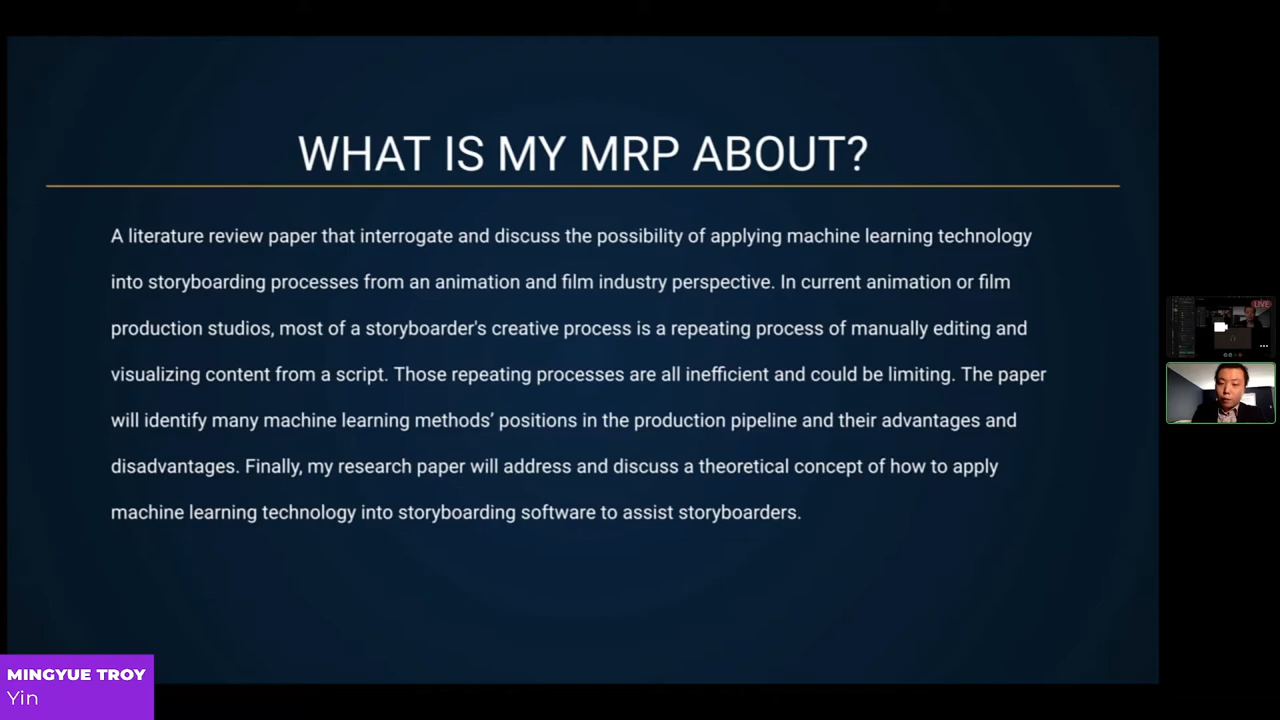 WHAT IS MY MRP ABOUT?
A literature review paper that interrogate and discuss the possibility of applying machine learning technology
into storyboarding processes from an animation and film industry perspective. In current animation or film
production studios, most of a storyboarder's creative process is a repeating process of manually editing and
visualizing content from a script. Those repeating processes are all inefficient and could be limiting. The paper
will identify many machine learning methods’ positions in the production pipeline and their advantages and
disadvantages. Finally, my research paper will address and discuss a theoretical concept of how to apply
machine learning technology into storyboarding software to assist storyboarders.
LIVE
MINGYUE TROY
Yin